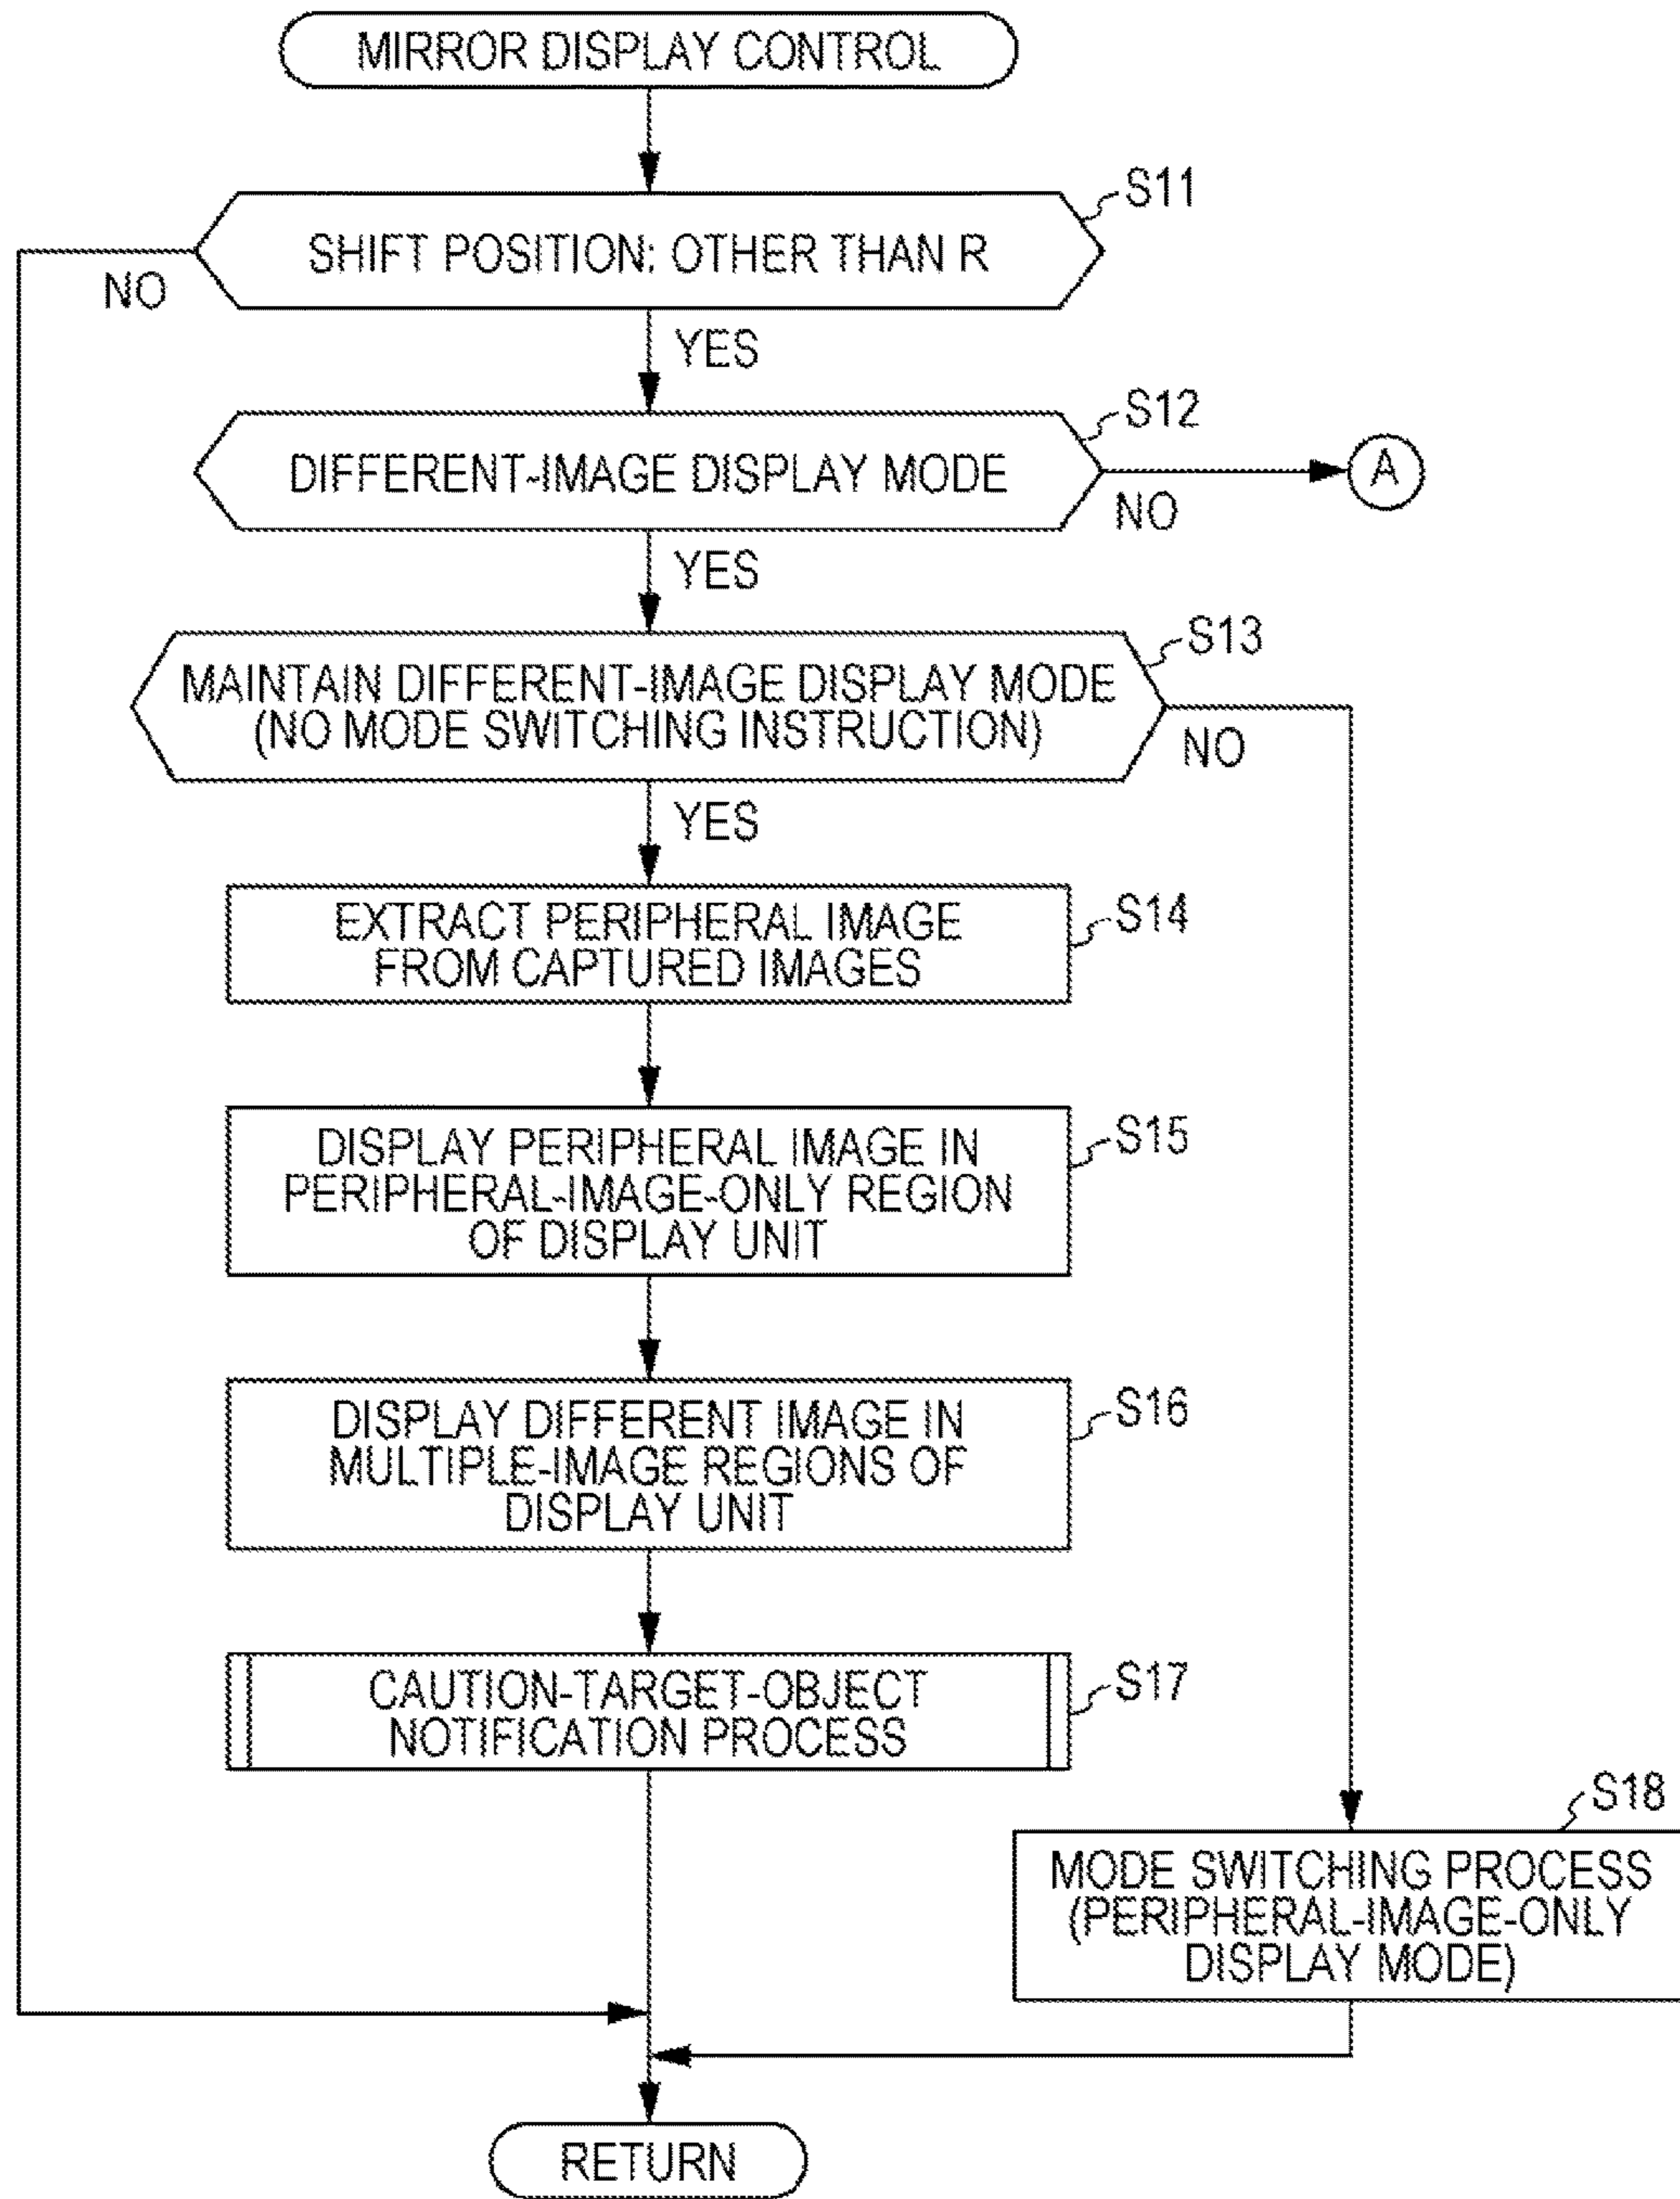 MIRROR DISPLAY CONTROL
S11
SHIFT POSITION: OTHER THAN R
NO
YES
S12
DIFFERENT-IMAGE DISPLAY MODE
A
NO
YES
S13
MAINTAIN DIFFERENT-IMAGE DISPLAY MODE
(NO MODE SWITCHING INSTRUCTION)
NO
YES
S14
EXTRACT PERIPHERAL IMAGE
FROM CAPTURED IMAGES
S15
DISPLAY PERIPHERAL IMAGE IN
PERIPHERAL-IMAGE-ONLY REGION
OF DISPLAY UNIT
S16
DISPLAY DIFFERENT IMAGE IN
MULTIPLE-IMAGE REGIONS OF
DISPLAY UNIT
S17
CAUTION-TARGET-OBJECT
NOTIFICATION PROCESS
S18
MODE SWITCHING PROCESS
(PERIPHERAL-IMAGE-ONLY
DISPLAY MODE)
RETURN